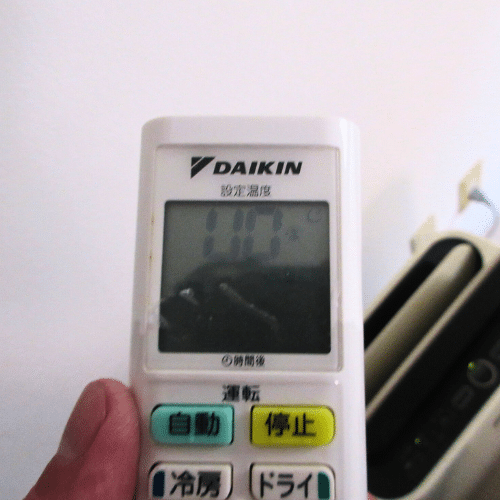 DAIKIN
設定温度
時間後
運転
自動 停止
冷房 ドライ